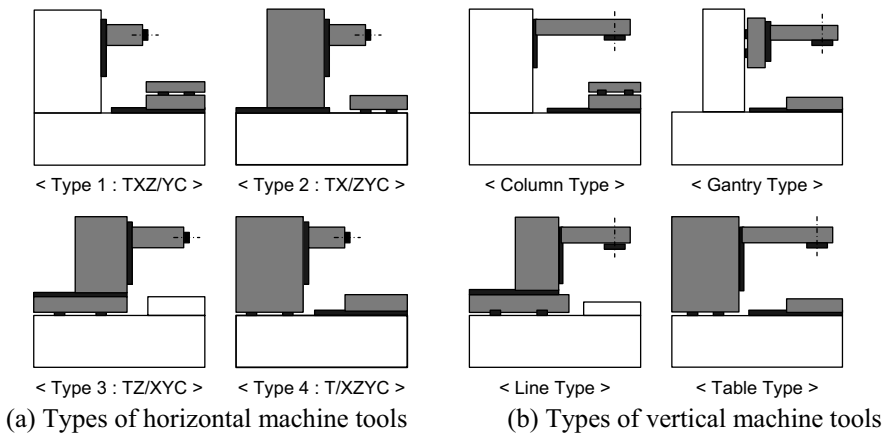 < Type 1 : TXZ/YC >
< Type 2 : TX/ZYC >
< Column Type >
< Gantry Type >
< Type 3 : TZ/XYC >
< Type 4 : T/XZYC >
< Line Type >
< Table Type >
(a) Types of horizontal machine tools
(b) Types of vertical machine tools